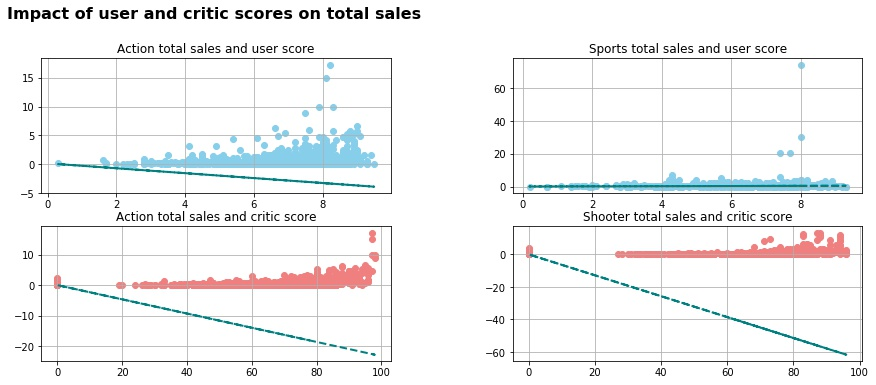 Impact of user and critic scores on total sales
Action total sales and user score
15
10
5
0
−5
0 2 4 6 8
Sports total sales and user score
60
40
20
0
0 2 4 6 8
Action total sales and critic score
10
0
−10
−20
0 20 40 60 80 100
Shooter total sales and critic score
0
−20
−40
−60
0 20 40 60 80 100